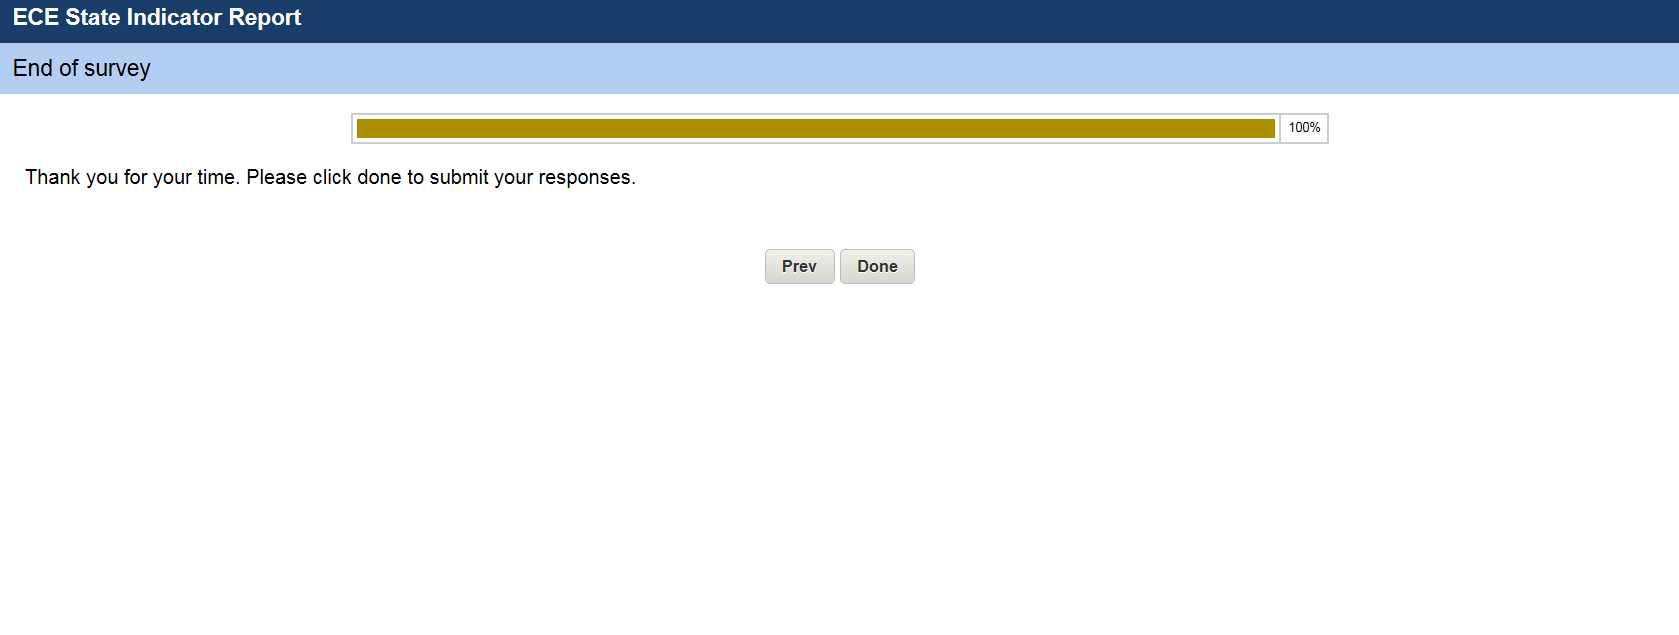 ECE State Indicator Report
End of survey
100%
Thank you for your time. Please click done to submit your responses.
Prev Done